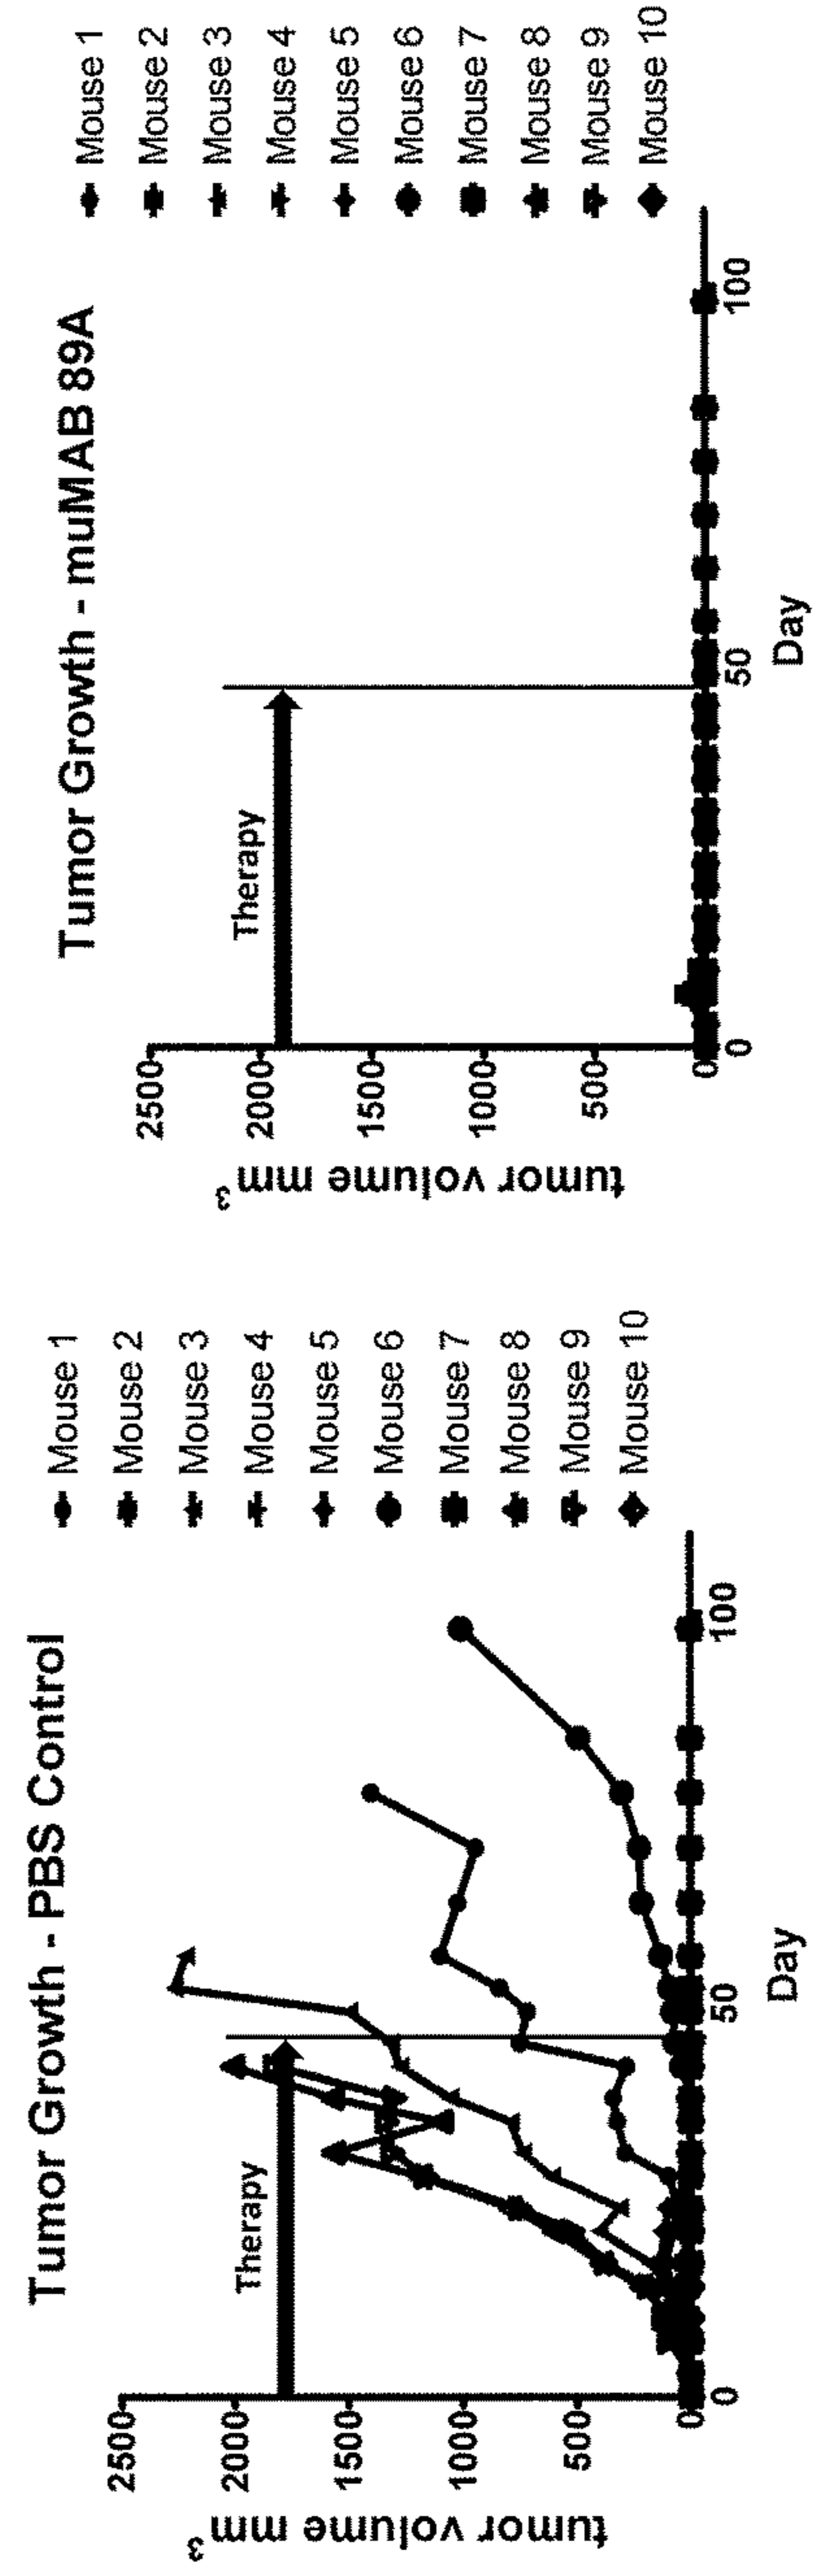 Tumor Growth - PBS Control
tumor volume mm³
2500
2000
1500
1000
500
0
Therapy
0
50
100
Day
Mouse 1
Mouse 2
Mouse 3
Mouse 4
Mouse 5
Mouse 6
Mouse 7
Mouse 8
Mouse 9
Mouse 10
Tumor Growth - muMAB 89A
tumor volume mm³
2500
2000
1500
1000
500
0
Therapy
0
50
100
Day
Mouse 1
Mouse 2
Mouse 3
Mouse 4
Mouse 5
Mouse 6
Mouse 7
Mouse 8
Mouse 9
Mouse 10